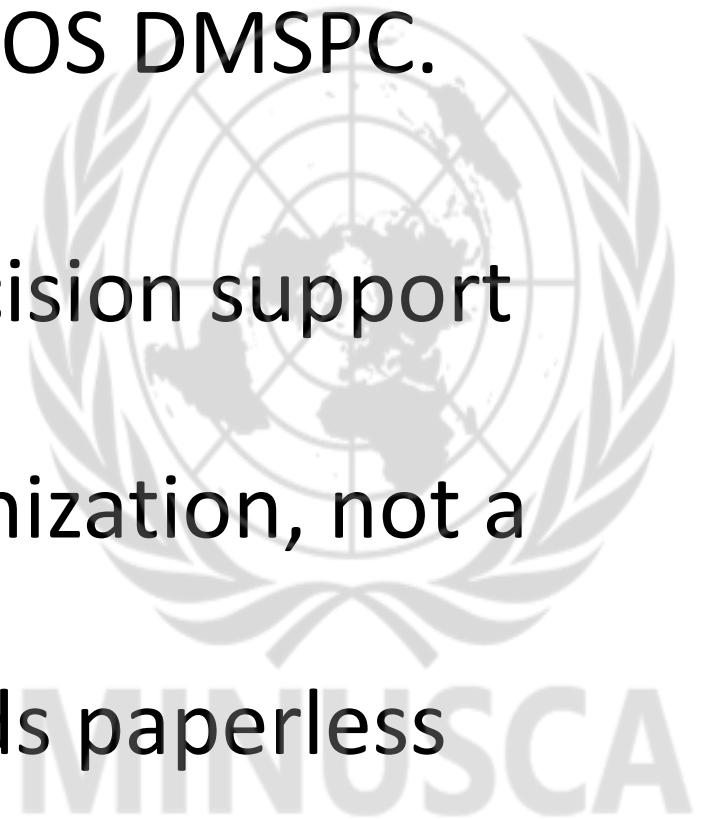 OS DMSPC.
cision support
nization, not a
ds paperless
MINUSCA